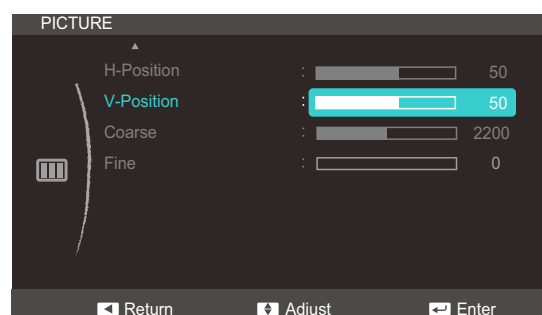 PICTURE
H-Position : 50
V-Position : 50
Coarse : 2200
Fine : 0
Return Adjust Enter